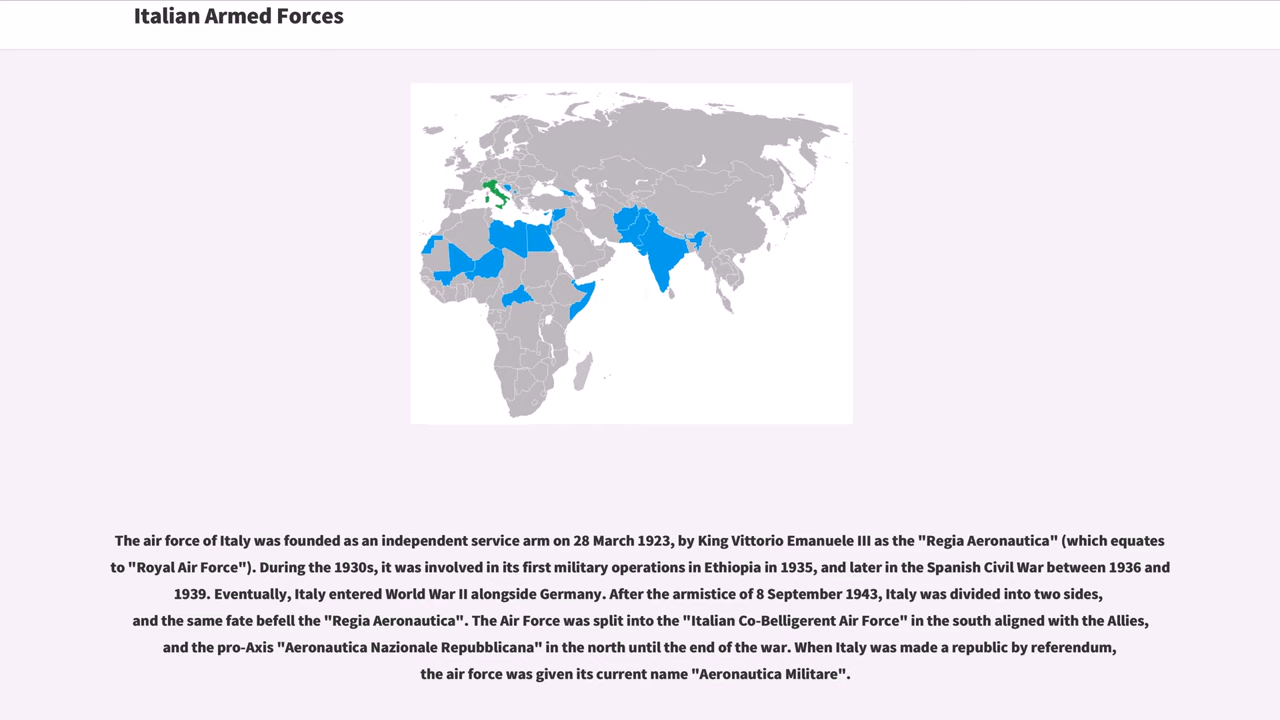 Italian Armed Forces
The air force of Italy was founded as an independent service arm on 28 March 1923, by King Vittorio Emanuele III as the "Regia Aeronautica" (which equates
to "Royal Air Force"). During the 1930s, it was involved in its first military operations in Ethiopia in 1935, and later in the Spanish Civil War between 1936 and
1939. Eventually, Italy entered World War II alongside Germany. After the armistice of 8 September 1943, Italy was divided into two sides,
and the same fate befell the "Regia Aeronautica". The Air Force was split into the "Italian Co-Belligerent Air Force" in the south aligned with the Allies,
and the pro-Axis "Aeronautica Nazionale Repubblicana" in the north until the end of the war. When Italy was made a republic by referendum,
the air force was given its current name "Aeronautica Militare".